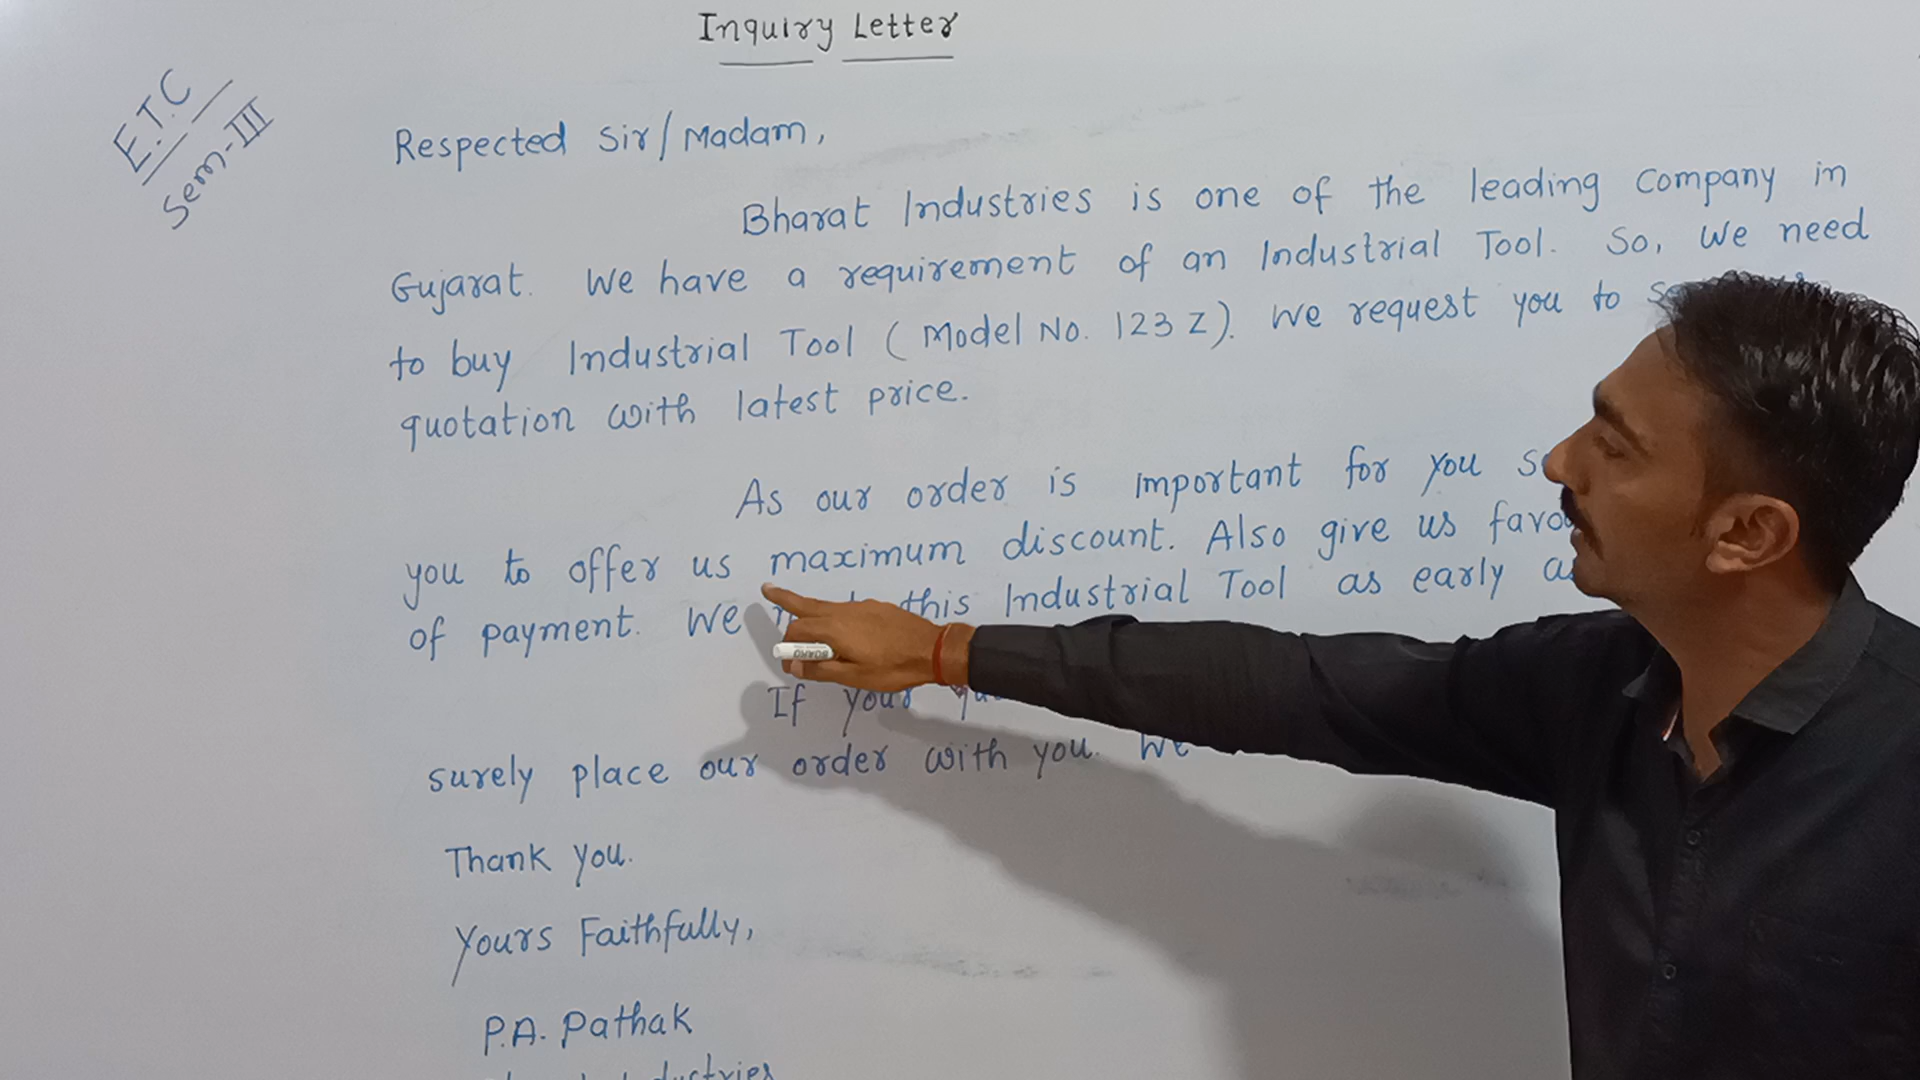 Inquiry Letter
E.T.C
Sem-III
Respected Sir/Madam,
Bharat Industries is one of the leading company in
Gujarat. We have a requirement of an Industrial Tool. So, we need
to buy Industrial Tool (Model No. 123 Z). We request you to
quotation with latest price.
As our order is important for you
you to offer us maximum discount. Also give us
of payment. We this Industrial Tool as early
If your
surely place our order with you. We
Thank you.
Yours Faithfully,
P.A. Pathak
Industries
BOARD